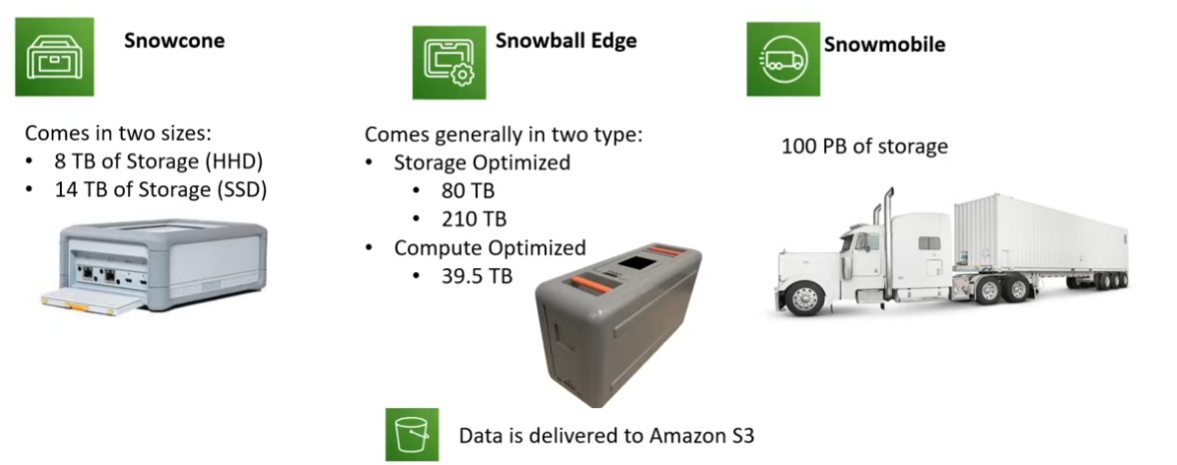 Snowcone
Comes in two sizes:
• 8 TB of Storage (HHD)
• 14 TB of Storage (SSD)
Snowball Edge
Comes generally in two type:
• Storage Optimized
• 80 TB
• 210 TB
• Compute Optimized
• 39.5 TB
Snowmobile
100 PB of storage
Data is delivered to Amazon S3